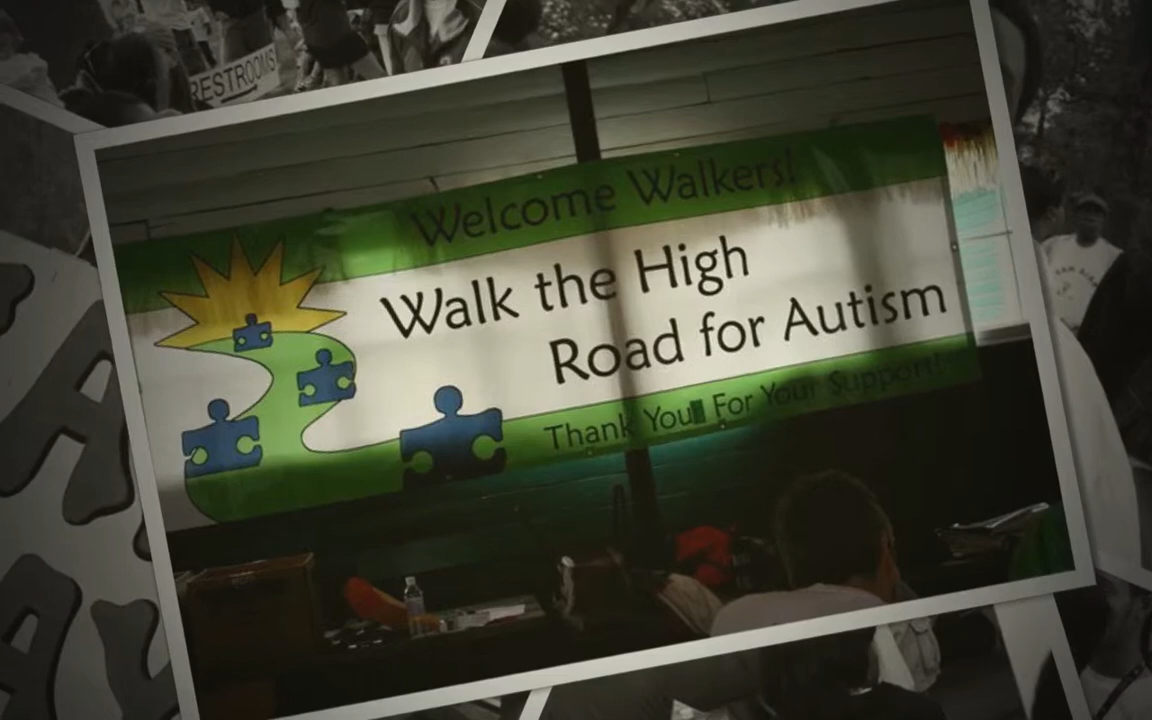 RESTROOMS
Welcome Walkers!
Walk the High
Road for Autism
Thank You For Your Support!